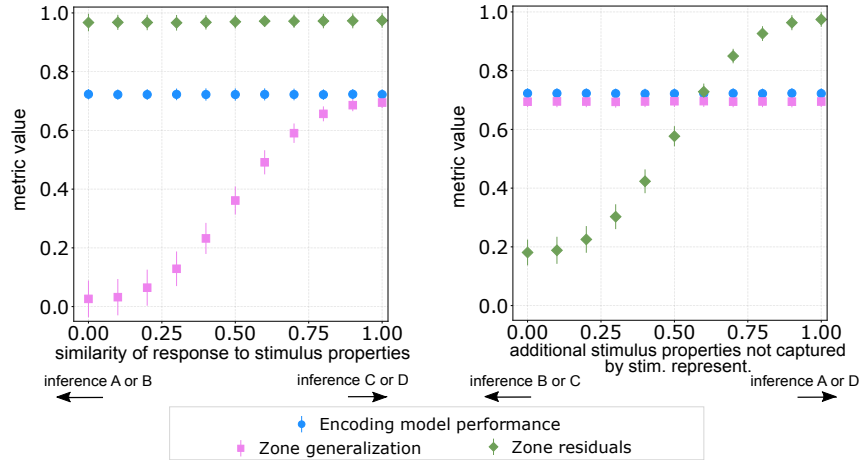 metric value
1.0
0.8
0.6
0.4
0.2
0.0
0.00 0.25 0.50 0.75 1.00
similarity of response to stimulus properties
inference A or B
inference C or D
metric value
1.0
0.8
0.6
0.4
0.2
0.0
0.00 0.25 0.50 0.75 1.00
additional stimulus properties not captured
by stim. represent.
inference B or C
inference A or D
Encoding model performance
Zone generalization
Zone residuals